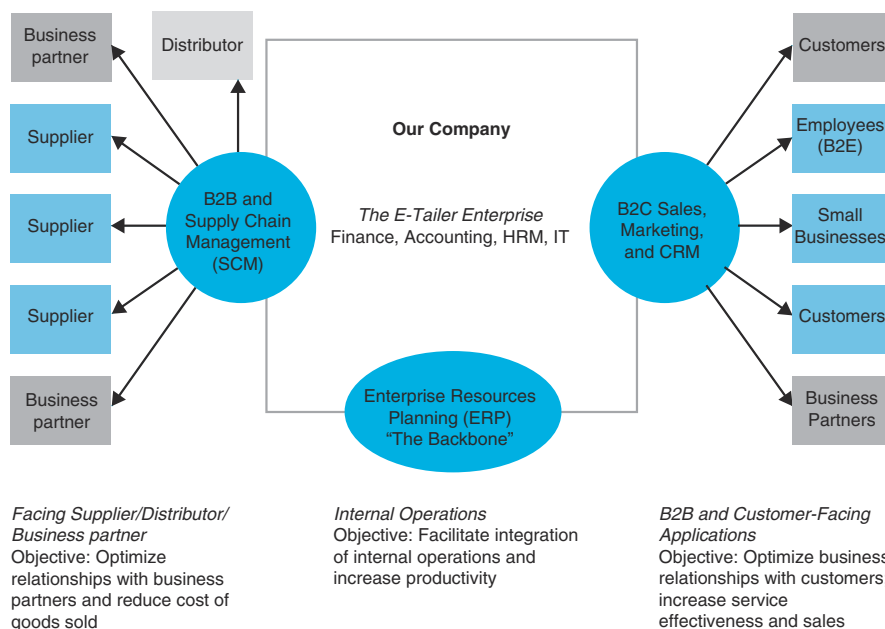 Business
partner
Distributor
Customers
Our Company
Supplier
Employees
(B2E)
B2B and
Supply Chain
Management
(SCM)
The E-Tailer Enterprise
Finance, Accounting, HRM, IT
B2C Sales,
Marketing,
and CRM
Supplier
Small
Businesses
Supplier
Customers
Business
partner
Enterprise Resources
Planning (ERP)
“The Backbone”
Business
Partners
Facing Supplier/Distributor/
Business partner
Objective: Optimize
relationships with business
partners and reduce cost of
goods sold
Internal Operations
Objective: Facilitate integration
of internal operations and
increase productivity
B2B and Customer-Facing
Applications
Objective: Optimize business
relationships with customers
increase service
effectiveness and sales